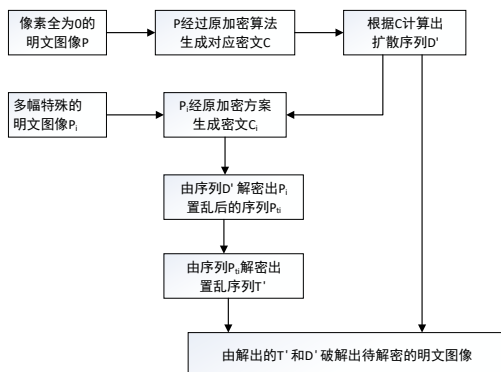 像素全为0的
明文图像P
P经过原加密算法
生成对应密文C
根据C计算出
扩散序列D'
多幅特殊的
明文图像Pᵢ
Pᵢ经原加密方案
生成密文Cᵢ
由序列D' 解密出Pᵢ
置乱后的序列Pₜᵢ
由序列Pₜᵢ解密出
置乱序列T'
由解出的T' 和D' 破解出待解密的明文图像